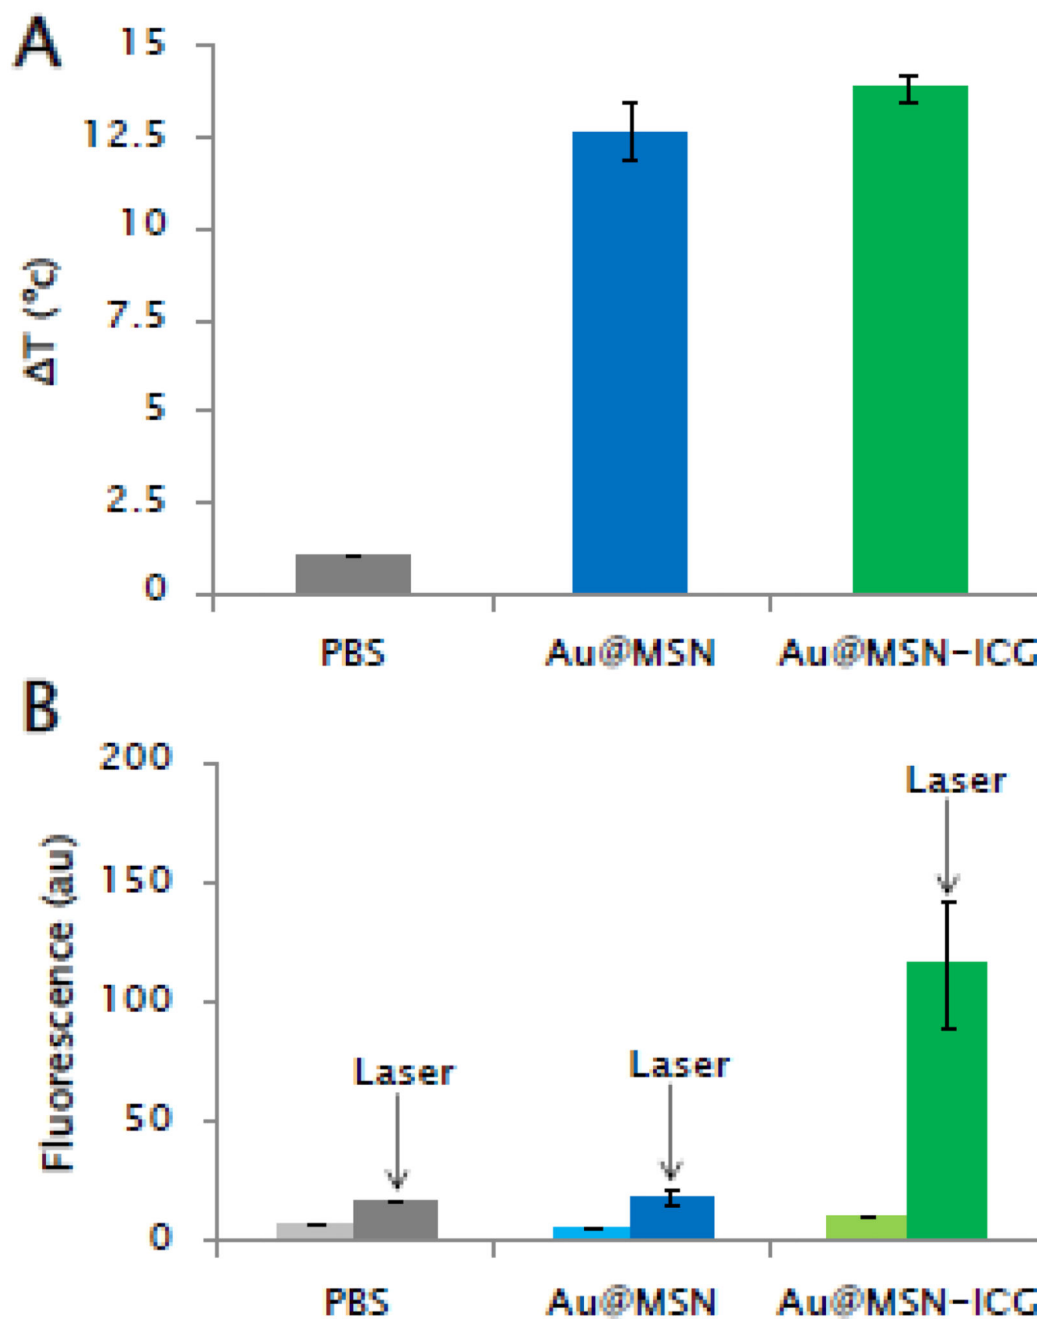 A
15
12.5
10
7.5
5
2.5
0
ΔT (°c)
PBS Au@MSN Au@MSN-ICG
B
200
150
100
50
0
Fluorescence (au)
Laser
Laser
Laser
PBS Au@MSN Au@MSN-ICG